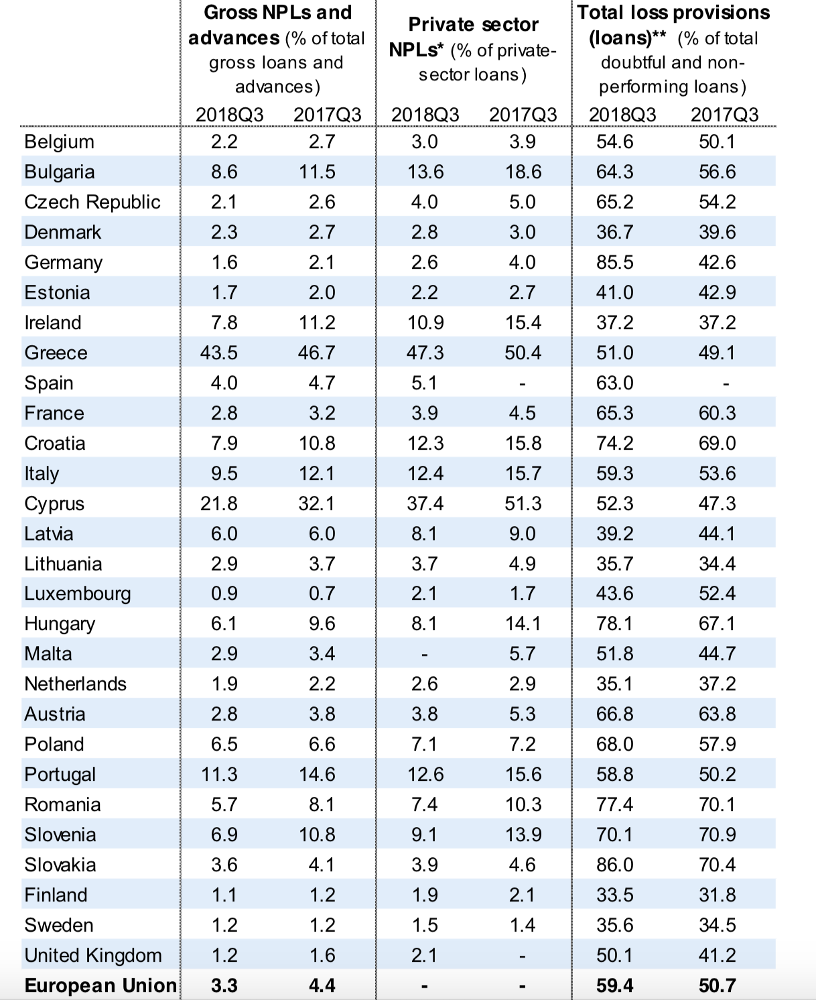 Gross NPLs and advances (% of total gross loans and advances) Private sector NPLs* (% of private-sector loans) Total loss provisions (loans)** (% of total doubtful and non-performing loans)
2018Q3 2017Q3 2018Q3 2017Q3 2018Q3 2017Q3
Belgium 2.2 2.7 3.0 3.9 54.6 50.1
Bulgaria 8.6 11.5 13.6 18.6 64.3 56.6
Czech Republic 2.1 2.6 4.0 5.0 65.2 54.2
Denmark 2.3 2.7 2.8 3.0 36.7 39.6
Germany 1.6 2.1 2.6 4.0 85.5 42.6
Estonia 1.7 2.0 2.2 2.7 41.0 42.9
Ireland 7.8 11.2 10.9 15.4 37.2 37.2
Greece 43.5 46.7 47.3 50.4 51.0 49.1
Spain 4.0 4.7 5.1 - 63.0 -
France 2.8 3.2 3.9 4.5 65.3 60.3
Croatia 7.9 10.8 12.3 15.8 74.2 69.0
Italy 9.5 12.1 12.4 15.7 59.3 53.6
Cyprus 21.8 32.1 37.4 51.3 52.3 47.3
Latvia 6.0 6.0 8.1 9.0 39.2 44.1
Lithuania 2.9 3.7 3.7 4.9 35.7 34.4
Luxembourg 0.9 0.7 2.1 1.7 43.6 52.4
Hungary 6.1 9.6 8.1 14.1 78.1 67.1
Malta 2.9 3.4 - 5.7 51.8 44.7
Netherlands 1.9 2.2 2.6 2.9 35.1 37.2
Austria 2.8 3.8 3.8 5.3 66.8 63.8
Poland 6.5 6.6 7.1 7.2 68.0 57.9
Portugal 11.3 14.6 12.6 15.6 58.8 50.2
Romania 5.7 8.1 7.4 10.3 77.4 70.1
Slovenia 6.9 10.8 9.1 13.9 70.1 70.9
Slovakia 3.6 4.1 3.9 4.6 86.0 70.4
Finland 1.1 1.2 1.9 2.1 33.5 31.8
Sweden 1.2 1.2 1.5 1.4 35.6 34.5
United Kingdom 1.2 1.6 2.1 - 50.1 41.2
European Union 3.3 4.4 - - 59.4 50.7